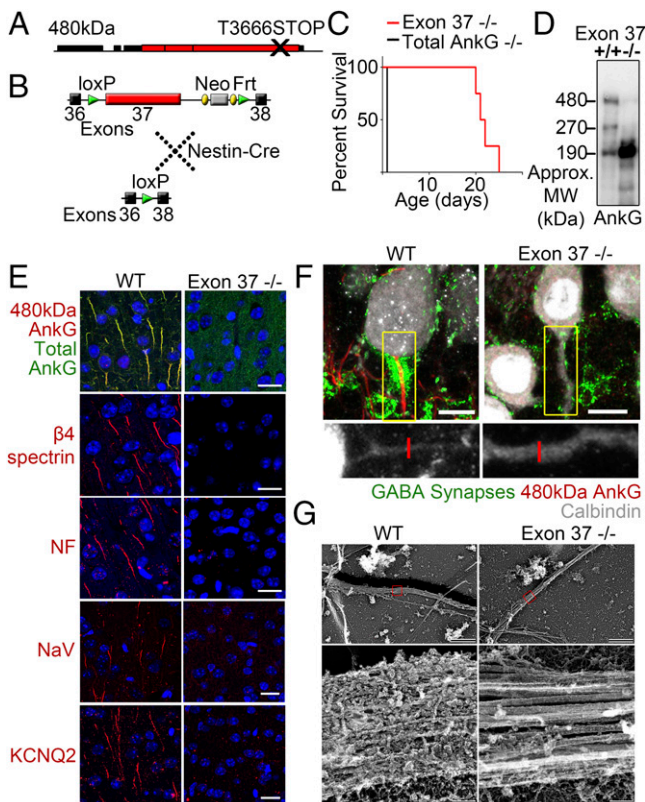 A
480kDa
T3666STOP
B
loxP
Neo
Frt
36
37
38
Exons
Nestin-Cre
loxP
Exons
36
38
C
Exon 37 -/-
Total AnkG -/-
Percent Survival
100
50
10
20
Age (days)
D
Exon 37
+/+ -/-
480
270
190
Approx.
MW
(kDa)
AnkG
E
WT
Exon 37 -/-
480kDa
AnkG
Total
AnkG
β4
spectrin
NF
NaV
KCNQ2
F
WT
Exon 37 -/-
GABA Synapses
480kDa AnkG
Calbindin
G
WT
Exon 37 -/-